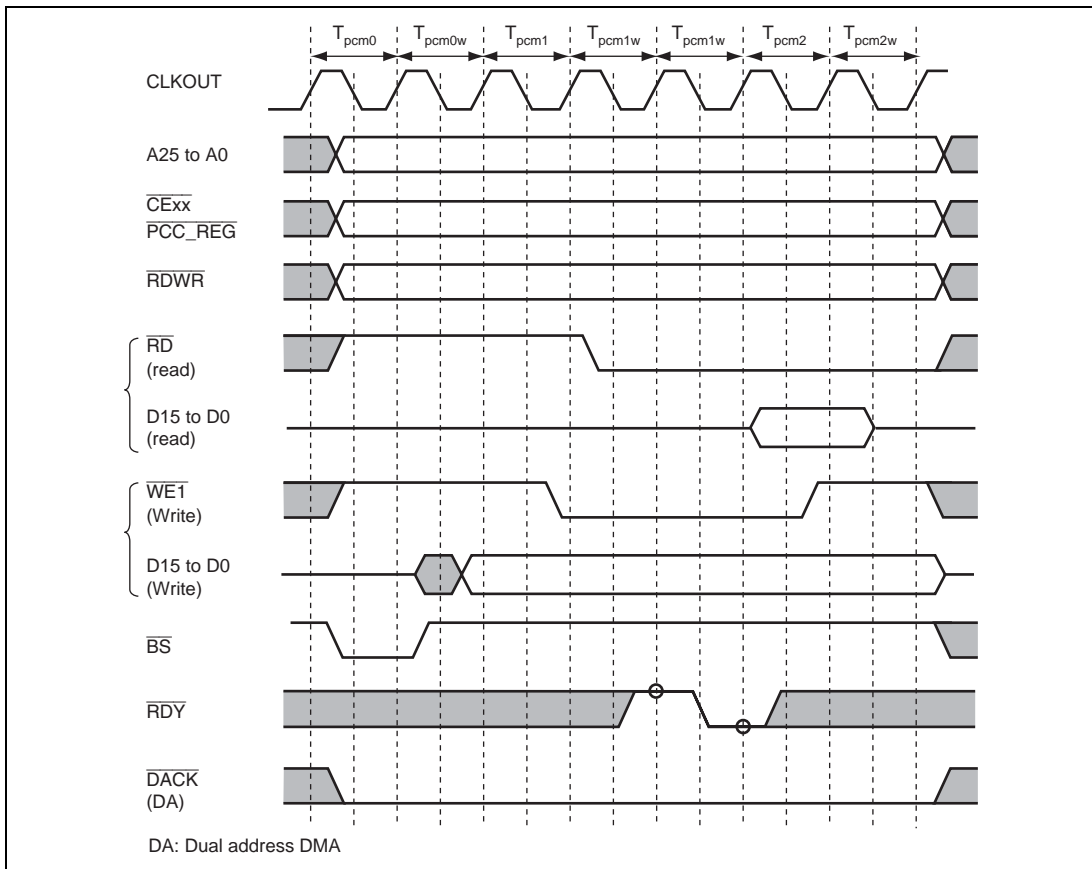 Tpcm0 Tpcm0w Tpcm1 Tpcm1w Tpcm1w Tpcm2 Tpcm2w
CLKOUT
A25 to A0
CExx
PCC_REG
RDWR
RD
(read)
D15 to D0
(read)
WE1
(Write)
D15 to D0
(Write)
BS
RDY
DACK
(DA)
DA: Dual address DMA